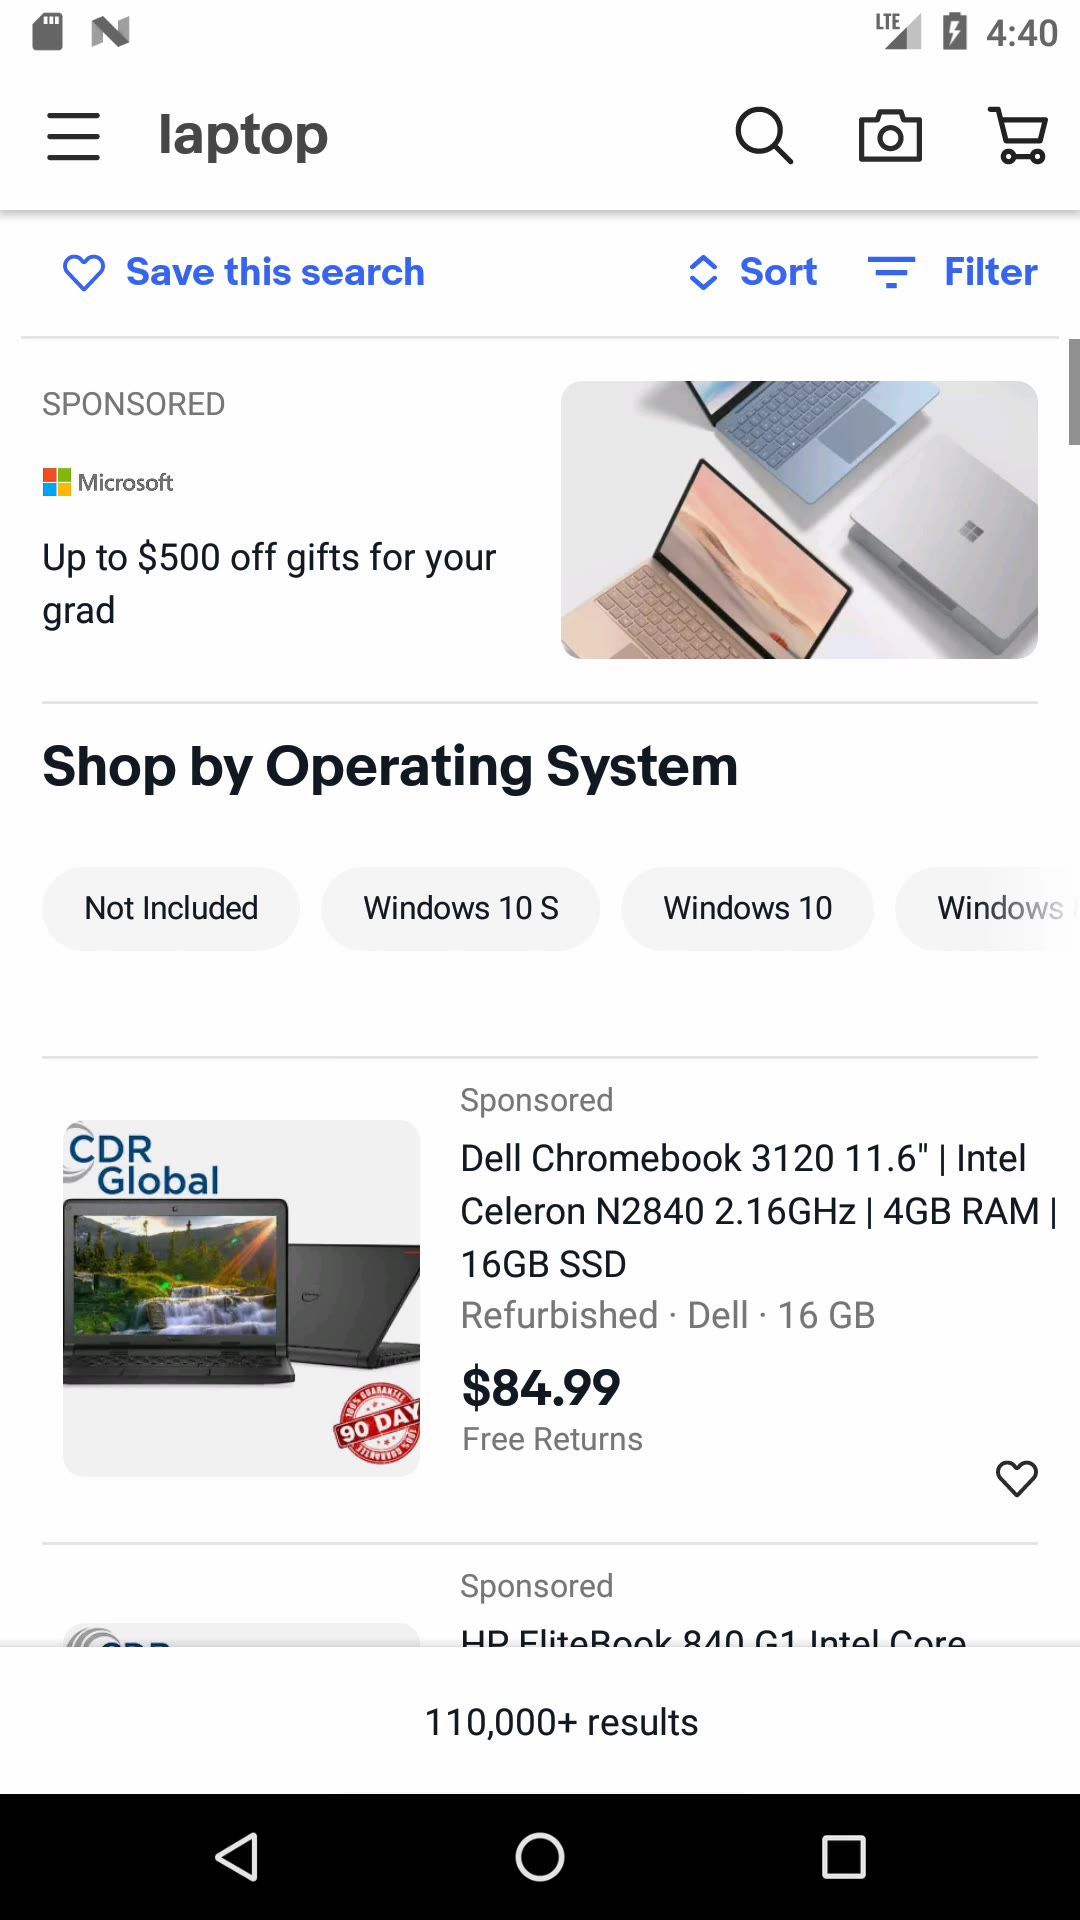 LTE 4:40
laptop
Save this search Sort Filter
SPONSORED
Microsoft
Up to $500 off gifts for your
grad
Shop by Operating System
Not Included Windows 10 S Windows 10 Windows
Sponsored
Dell Chromebook 3120 11.6" | Intel
Celeron N2840 2.16GHz | 4GB RAM |
16GB SSD
Refurbished · Dell · 16 GB
$84.99
Free Returns
CDR
Global
100% GUARANTEE
90 DAY
Sponsored
HP EliteBook 840 G1 Intel Core
110,000+ results